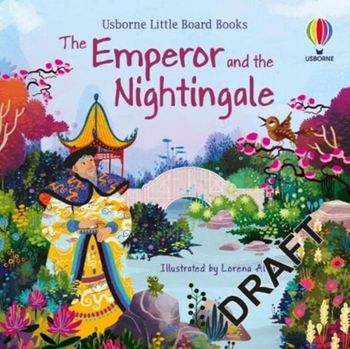 Usborne Little Board Books
The Emperor and the
Nightingale
USBORNE
Illustrated by Lorena
DRAFT